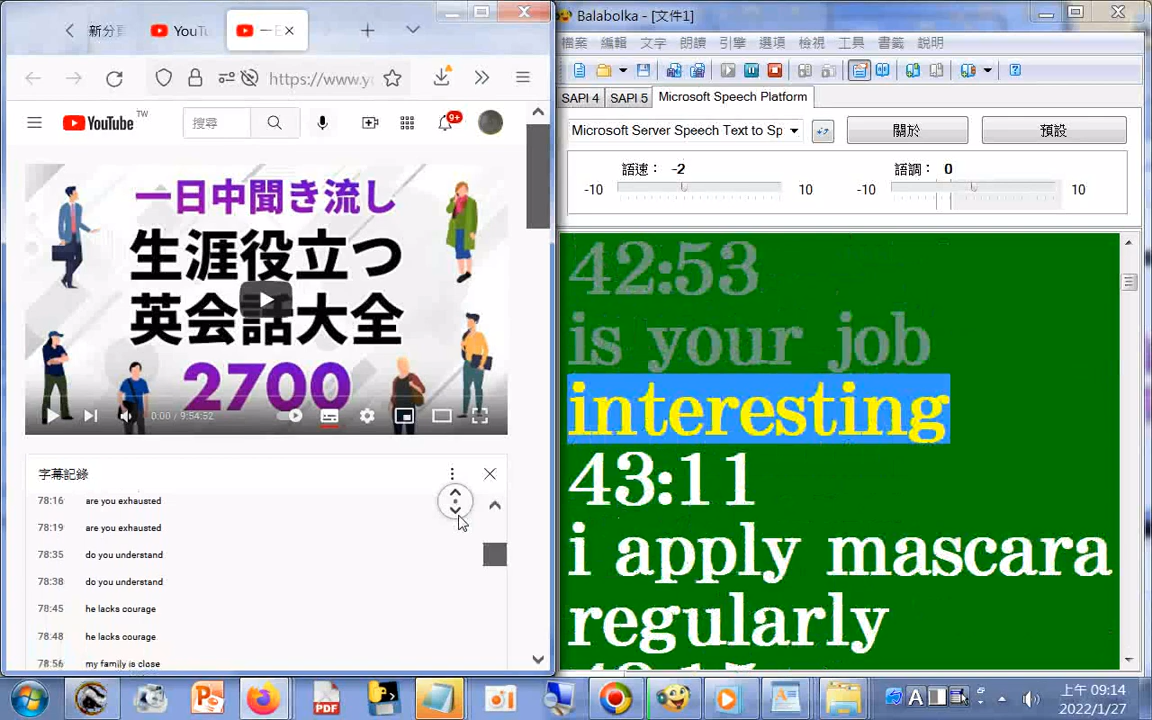 新分
YouTu
一日
https://www.y
YouTube TW
搜尋
9+
一日中聞き流し
生涯役立つ
英会話大全
2700
0:00 / 9:54:52
字幕記錄
78:16 are you exhausted
78:19 are you exhausted
78:35 do you understand
78:38 do you understand
78:45 he lacks courage
78:48 he lacks courage
78:56 my family is close
Balabolka - [文件1]
檔案 編輯 文字 朗讀 引擎 選項 檢視 工具 書籤 說明
SAPI 4 SAPI 5 Microsoft Speech Platform
Microsoft Server Speech Text to Sp
關於 預設
語速： -2 語調： 0
-10 10 -10 10
42:53
is your job
interesting
43:11
i apply mascara
regularly
PDF
A
上午 09:14
2022/1/27